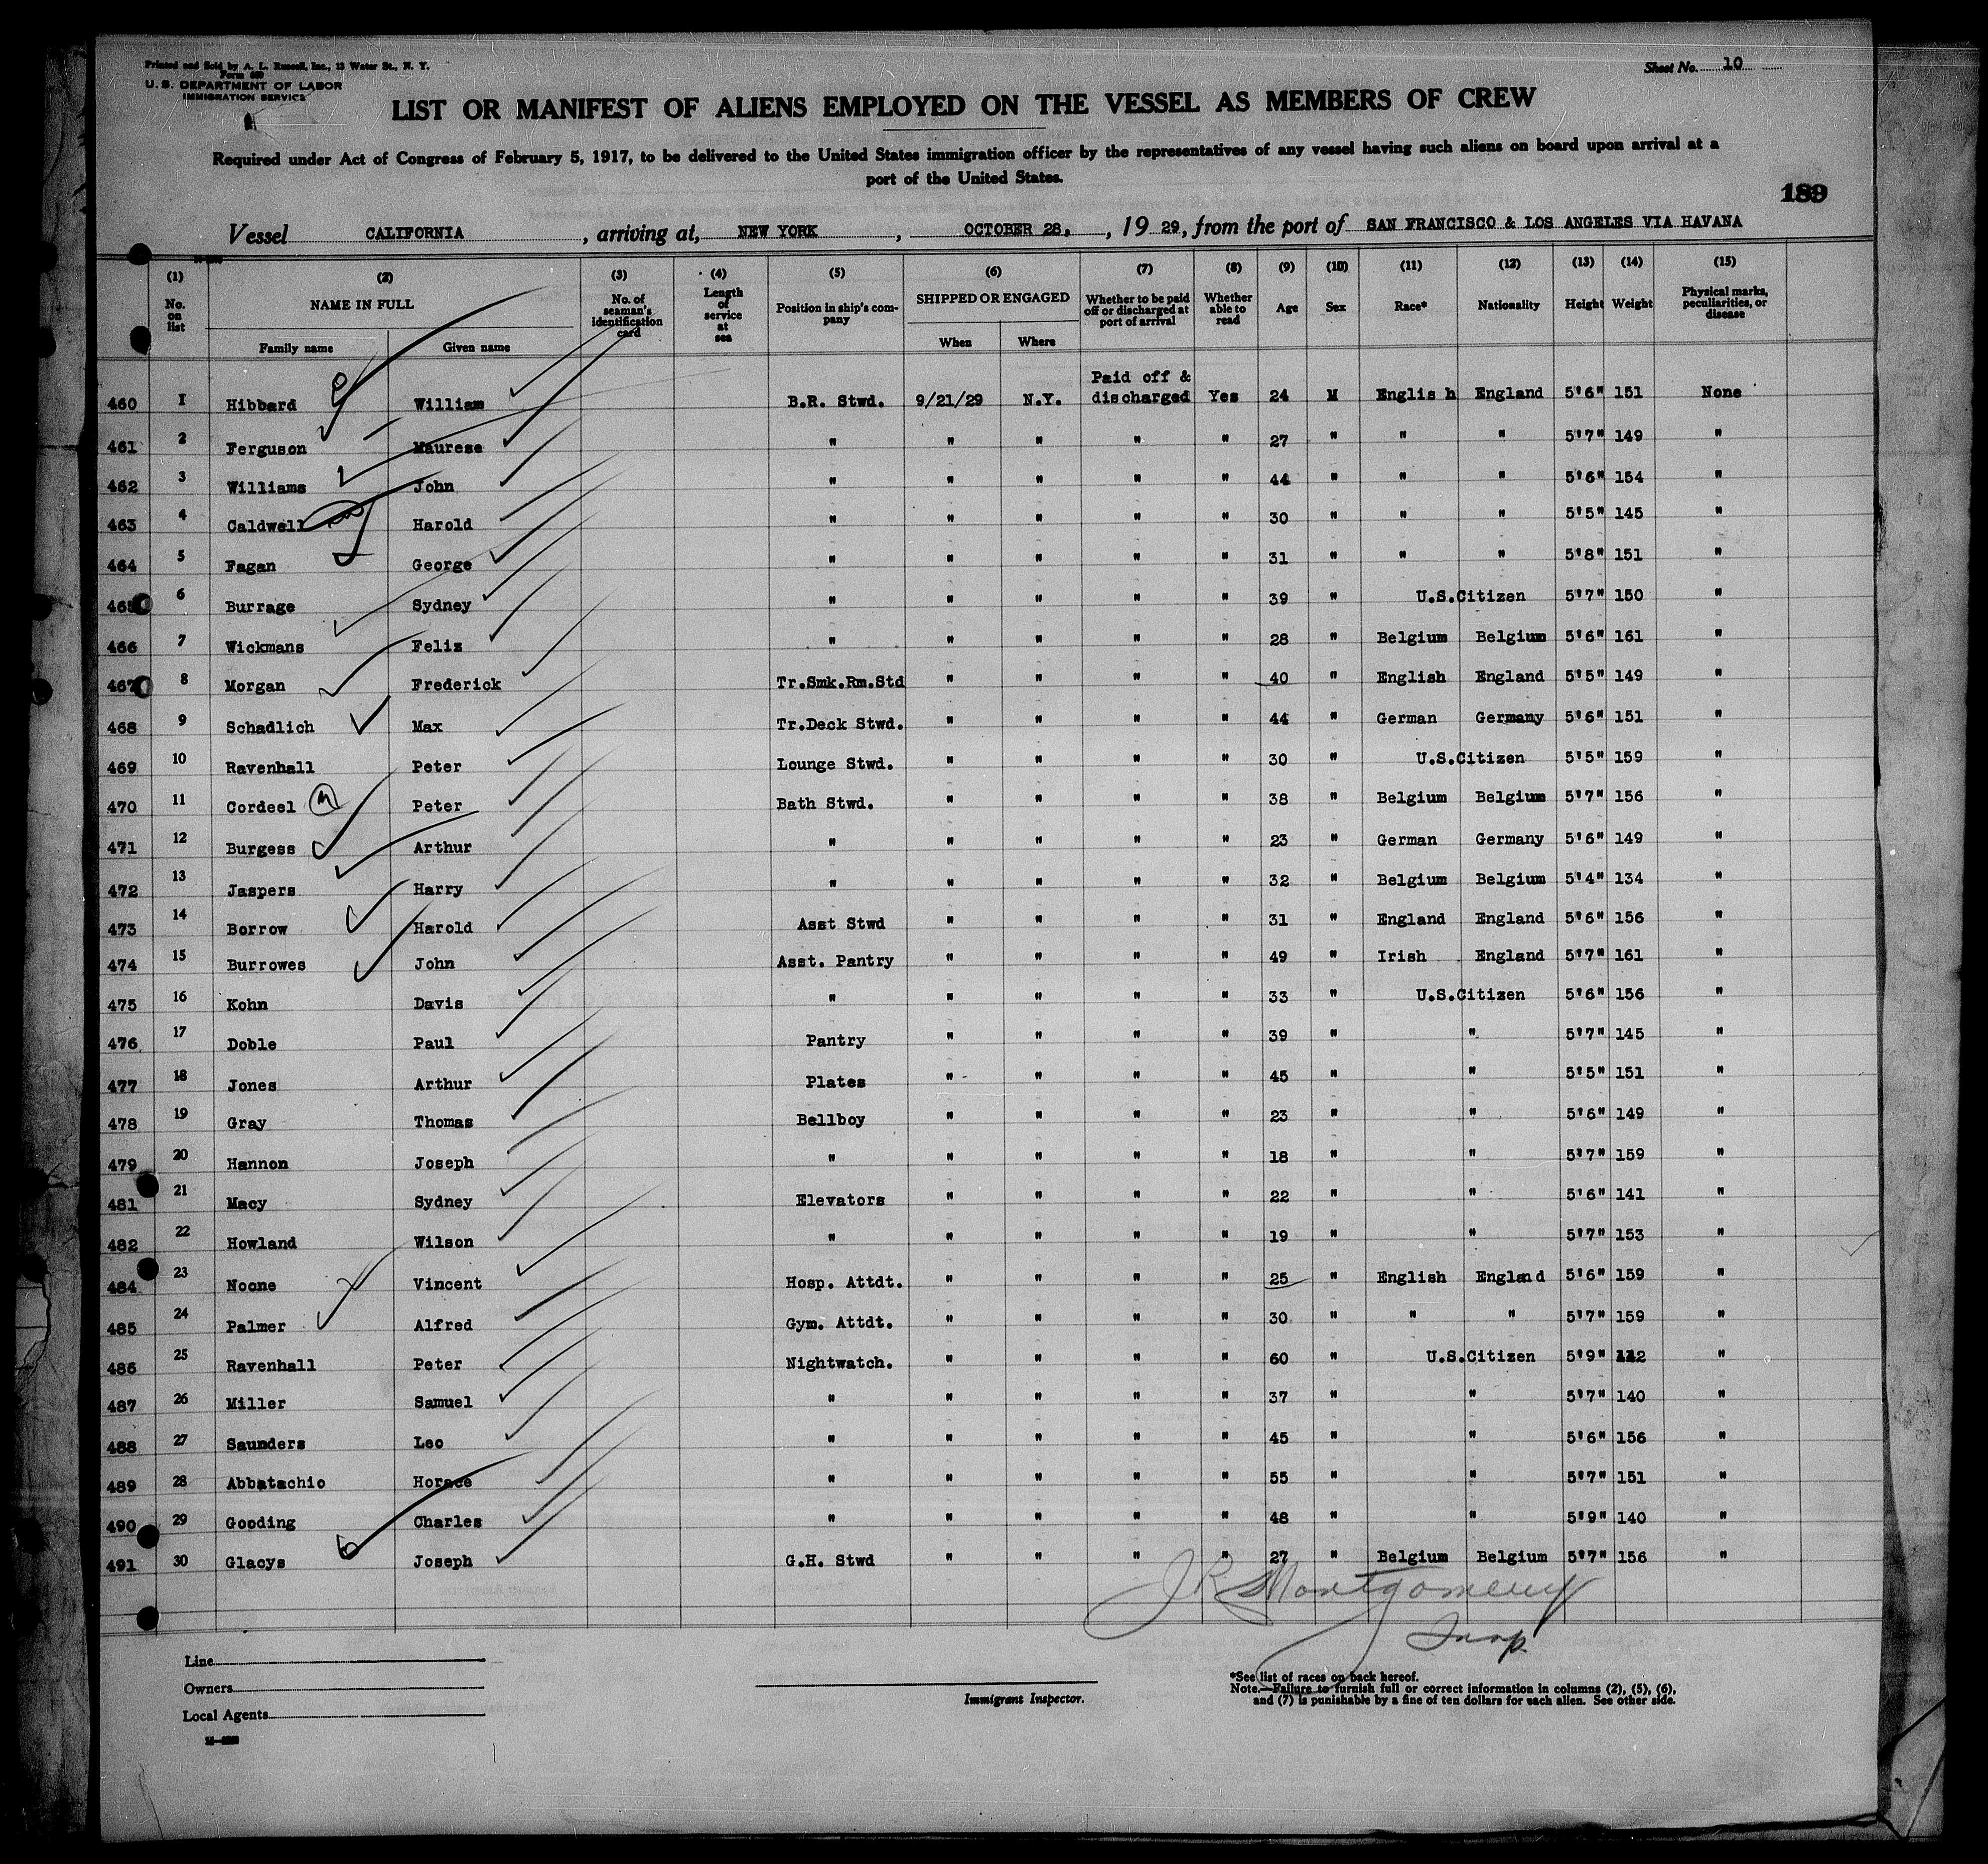 Printed and Sold by A. L. Russell, Inc., 13 Water St., N. Y.
Form 689
U. S. DEPARTMENT OF LABOR
IMMIGRATION SERVICE
Sheet No. 10
LIST OR MANIFEST OF ALIENS EMPLOYED ON THE VESSEL AS MEMBERS OF CREW
Required under Act of Congress of February 5, 1917, to be delivered to the United States immigration officer by the representatives of any vessel having such aliens on board upon arrival at a
port of the United States.
189
Vessel CALIFORNIA, arriving at, NEW YORK, OCTOBER 28,, 19 29, from the port of SAN FRANCISCO & LOS ANGELES VIA HAVANA
(1) (2) (3) (4) (5) (6) (7) (8) (9) (10) (11) (12) (13) (14) (15)
No. on list NAME IN FULL No. of seaman's identification card Length of service at sea Position in ship's company SHIPPED OR ENGAGED Whether to be paid off or discharged at port of arrival Whether able to read Age Sex Race* Nationality Height Weight Physical marks, peculiarities, or disease
Family name Given name When Where
460 1 Hibbard William B.R. Stwd. 9/21/29 N.Y. Paid off & discharged Yes 24 M Englis h England 5'6" 151 None
461 2 Ferguson Maurese " " " " " 27 " " " 5'7" 149 "
462 3 Williams John " " " " " 44 " " " 5'6" 154 "
463 4 Caldwell Harold " " " " " 30 " " " 5'5" 145 "
464 5 Fagan George " " " " " 31 " " " 5'8" 151 "
465 6 Burrage Sydney " " " " " 39 " U.S.Citizen 5'7" 150 "
466 7 Wickmans Felix " " " " " 28 " Belgium Belgium 5'6" 161 "
467 8 Morgan Frederick Tr.Smk.Rm.Std " " " " 40 " English England 5'5" 149 "
468 9 Schadlich Max Tr.Deck Stwd. " " " " 44 " German Germany 5'6" 151 "
469 10 Ravenhall Peter Lounge Stwd. " " " " 30 " U.S.Citizen 5'5" 159 "
470 11 Cordeel Peter Bath Stwd. " " " " 38 " Belgium Belgium 5'7" 156 "
471 12 Burgess Arthur " " " " " 23 " German Germany 5'6" 149 "
472 13 Jaspers Harry " " " " " 32 " Belgium Belgium 5'4" 134 "
473 14 Borrow Harold Asst Stwd " " " " 31 " England England 5'6" 156 "
474 15 Burrowes John Asst. Pantry " " " " 49 " Irish England 5'7" 161 "
475 16 Kohn Davis " " " " " 33 " U.S.Citizen 5'6" 156 "
476 17 Doble Paul Pantry " " " " 39 " " 5'7" 145 "
477 18 Jones Arthur Plates " " " " 45 " " 5'5" 151 "
478 19 Gray Thomas Bellboy " " " " 23 " " 5'6" 149 "
479 20 Hannon Joseph " " " " " 18 " " 5'7" 159 "
481 21 Macy Sydney Elevators " " " " 22 " " 5'6" 141 "
482 22 Howland Wilson " " " " " 19 " " 5'7" 153 "
484 23 Noone Vincent Hosp. Attdt. " " " " 25 " English England 5'6" 159 "
485 24 Palmer Alfred Gym. Attdt. " " " " 30 " " " 5'7" 159 "
486 25 Ravenhall Peter Nightwatch. " " " " 60 " U.S.Citizen 5'9" "
487 26 Miller Samuel " " " " " 37 " " 5'7" 140 "
488 27 Saunders Leo " " " " " 45 " " 5'6" 156 "
489 28 Abbatachio Horace " " " " " 55 " " 5'7" 151 "
490 29 Gooding Charles " " " " " 48 " " 5'9" 140 "
491 30 Glacys Joseph G.H. Stwd " " " " 27 " Belgium Belgium 5'7" 156 "
J R Montgomery
Insp.
Line
Owners
Local Agents
Immigrant Inspector.
*See list of races on back hereof.
Note.—Failure to furnish full or correct information in columns (2), (5), (6),
and (7) is punishable by a fine of ten dollars for each alien. See other side.